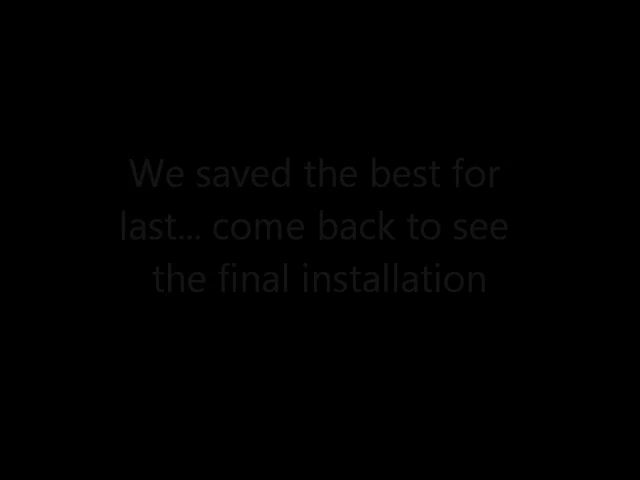 We saved the best for
last... come back to see
the final installation